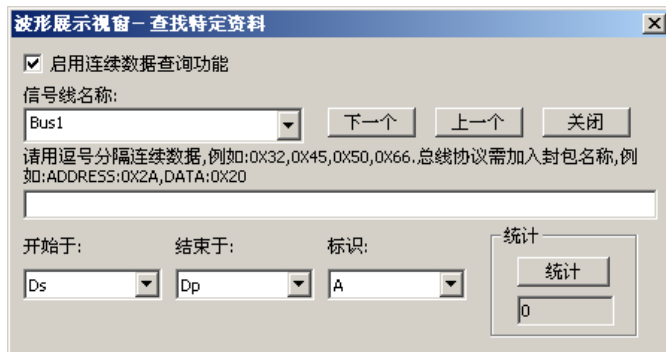 波形展示视窗－查找特定资料
启用连续数据查询功能
信号线名称:
Bus1
下一个
上一个
关闭
请用逗号分隔连续数据,例如:0X32,0X45,0X50,0X66.总线协议需加入封包名称,例
如:ADDRESS:0X2A,DATA:0X20
开始于:
结束于:
标识:
统计
Ds
Dp
A
统计
0